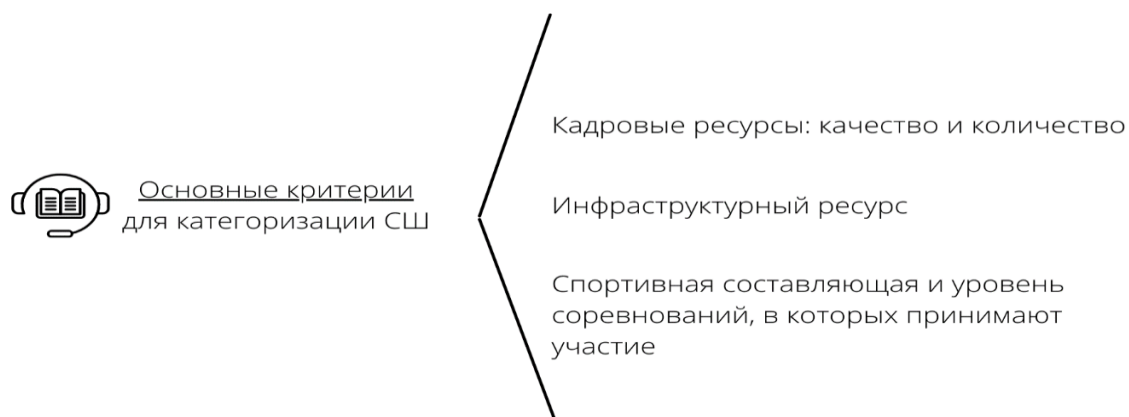 Основные критерии
для категоризации СШ
Кадровые ресурсы: качество и количество
Инфраструктурный ресурс
Спортивная составляющая и уровень
соревнований, в которых принимают
участие